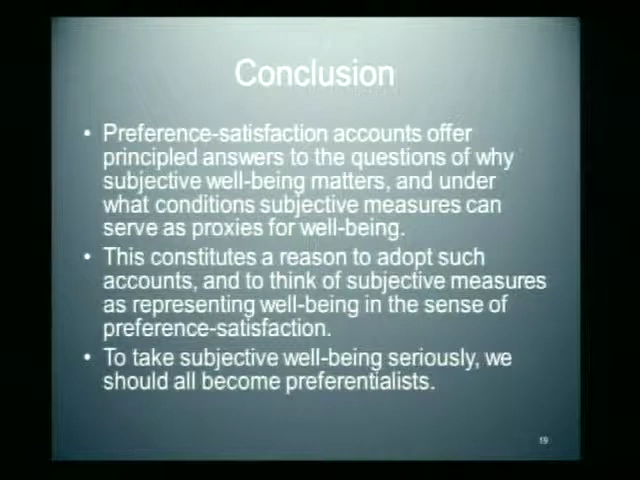 Conclusion
• Preference-satisfaction accounts offer
principled answers to the questions of why
subjective well-being matters, and under
what conditions subjective measures can
serve as proxies for well-being.
• This constitutes a reason to adopt such
accounts, and to think of subjective measures
as representing well-being in the sense of
preference-satisfaction.
• To take subjective well-being seriously, we
should all become preferentialists.
19